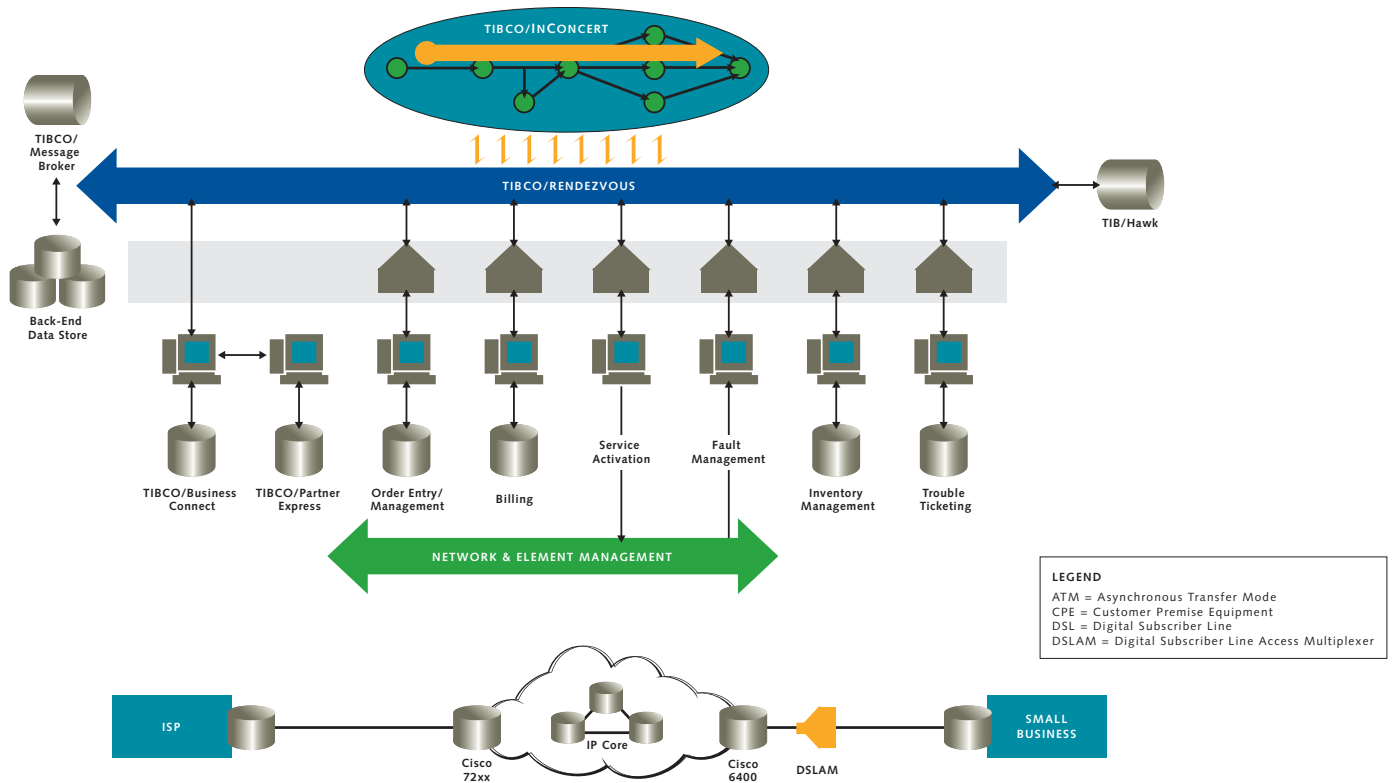 TIBCO/INCONCERT
TIBCO/
Message
Broker
TIBCO/RENDEZVOUS
TIB/Hawk
Back-End
Data Store
Service
Activation
Fault
Management
TIBCO/Business
Connect
TIBCO/Partner
Express
Order Entry/
Management
Billing
Inventory
Management
Trouble
Ticketing
NETWORK & ELEMENT MANAGEMENT
LEGEND
ATM = Asynchronous Transfer Mode
CPE = Customer Premise Equipment
DSL = Digital Subscriber Line
DSLAM = Digital Subscriber Line Access Multiplexer
ISP
Cisco
72xx
IP Core
Cisco
6400
DSLAM
SMALL
BUSINESS